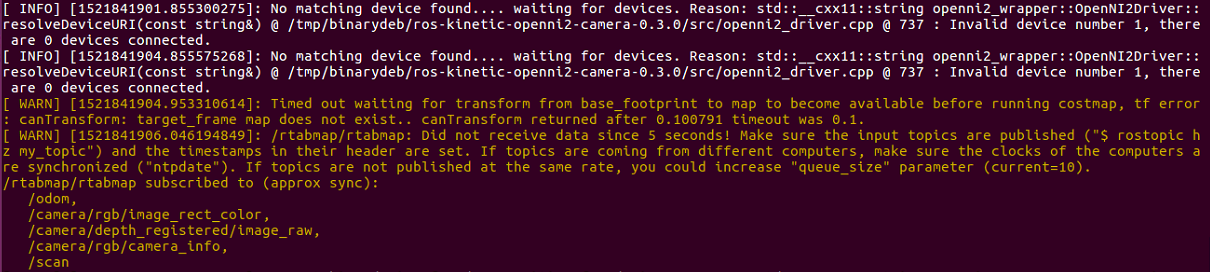 [ INFO] [1521841901.855300275]: No matching device found.... waiting for devices. Reason: std::__cxx11::string openni2_wrapper::OpenNI2Driver::
resolveDeviceURI(const string&) @ /tmp/binarydeb/ros-kinetic-openni2-camera-0.3.0/src/openni2_driver.cpp @ 737 : Invalid device number 1, there
 are 0 devices connected.
[ INFO] [1521841904.855575268]: No matching device found.... waiting for devices. Reason: std::__cxx11::string openni2_wrapper::OpenNI2Driver::
resolveDeviceURI(const string&) @ /tmp/binarydeb/ros-kinetic-openni2-camera-0.3.0/src/openni2_driver.cpp @ 737 : Invalid device number 1, there
 are 0 devices connected.
[ WARN] [1521841904.953310614]: Timed out waiting for transform from base_footprint to map to become available before running costmap, tf error
: canTransform: target_frame map does not exist.. canTransform returned after 0.100791 timeout was 0.1.
[ WARN] [1521841906.046194849]: /rtabmap/rtabmap: Did not receive data since 5 seconds! Make sure the input topics are published ("$ rostopic h
z my_topic") and the timestamps in their header are set. If topics are coming from different computers, make sure the clocks of the computers a
re synchronized ("ntpdate"). If topics are not published at the same rate, you could increase "queue_size" parameter (current=10).
/rtabmap/rtabmap subscribed to (approx sync):
   /odom,
   /camera/rgb/image_rect_color,
   /camera/depth_registered/image_raw,
   /camera/rgb/camera_info,
   /scan